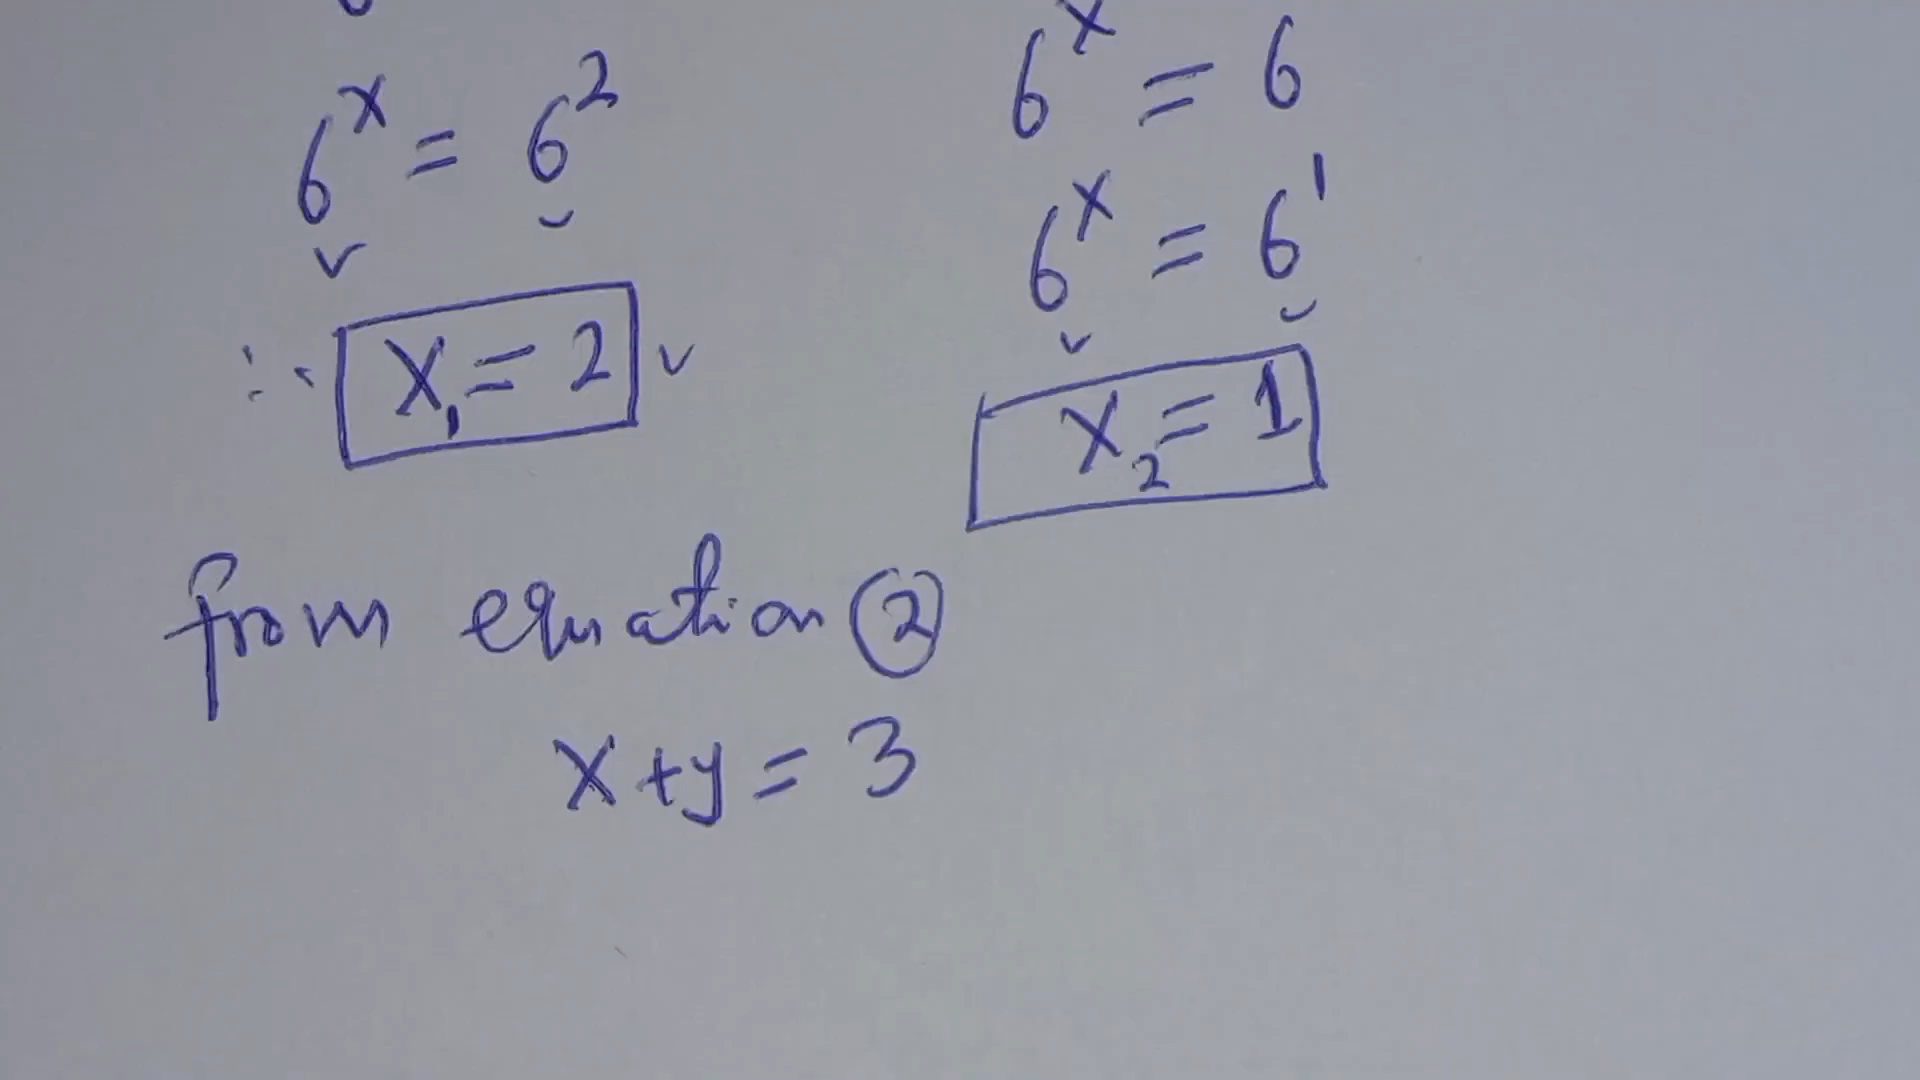 6^x = 6^2
∴ x₁ = 2
6^x = 6
6^x = 6^1
x₂ = 1
from equation ②
x + y = 3